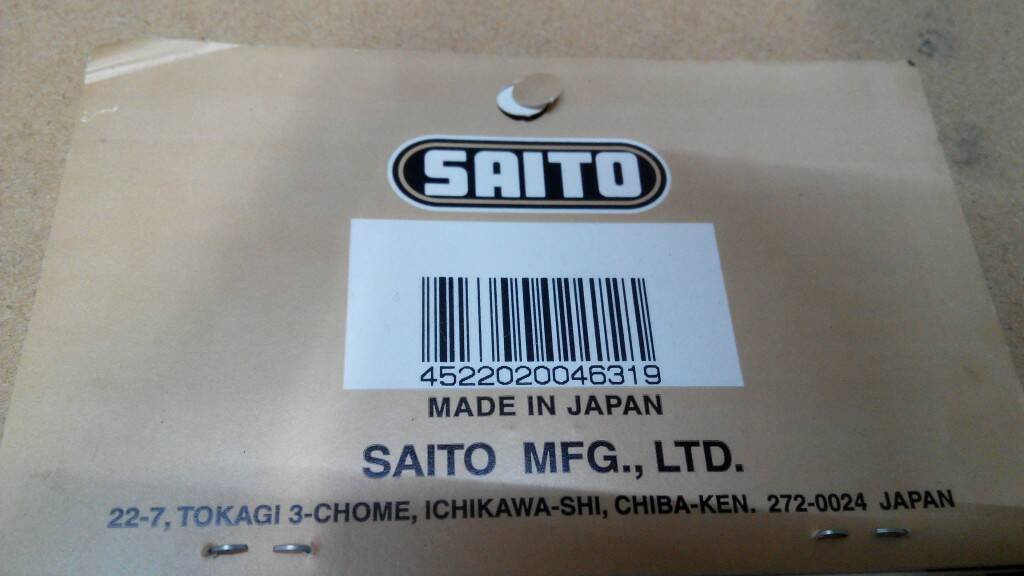 SAITO
4522020046319
MADE IN JAPAN
SAITO MFG., LTD.
22-7, TOKAGI 3-CHOME, ICHIKAWA-SHI, CHIBA-KEN. 272-0024 JAPAN